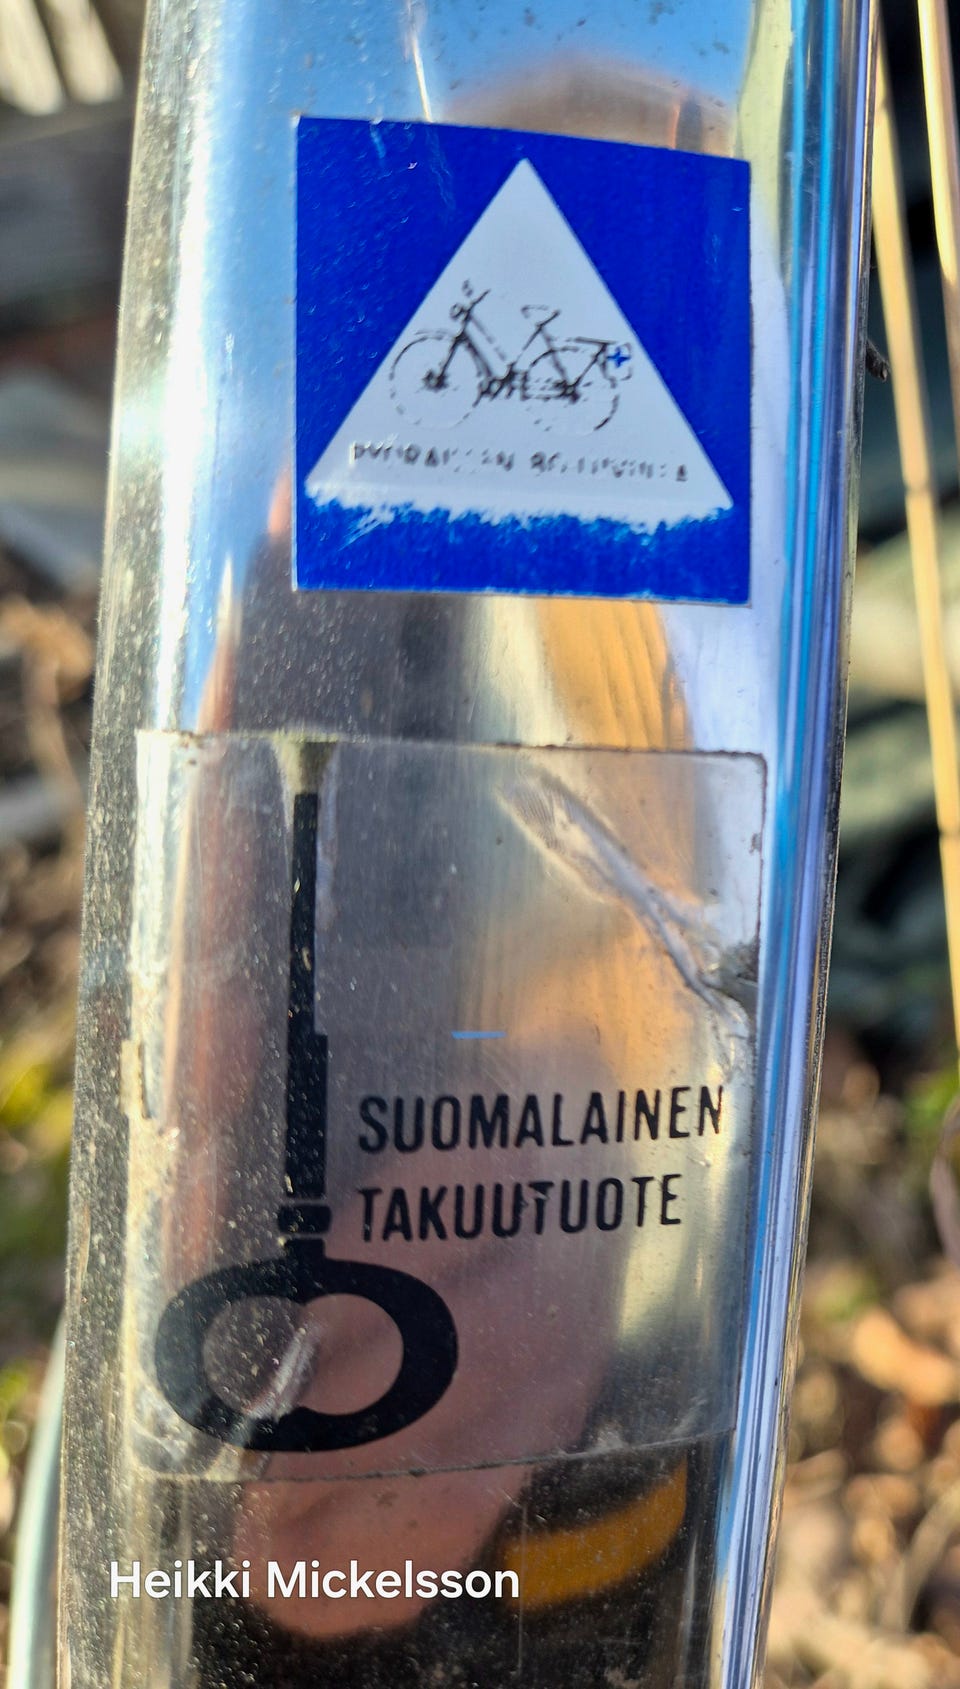 SUOMALAINEN
TAKUUTUOTE
Heikki Mickelsson